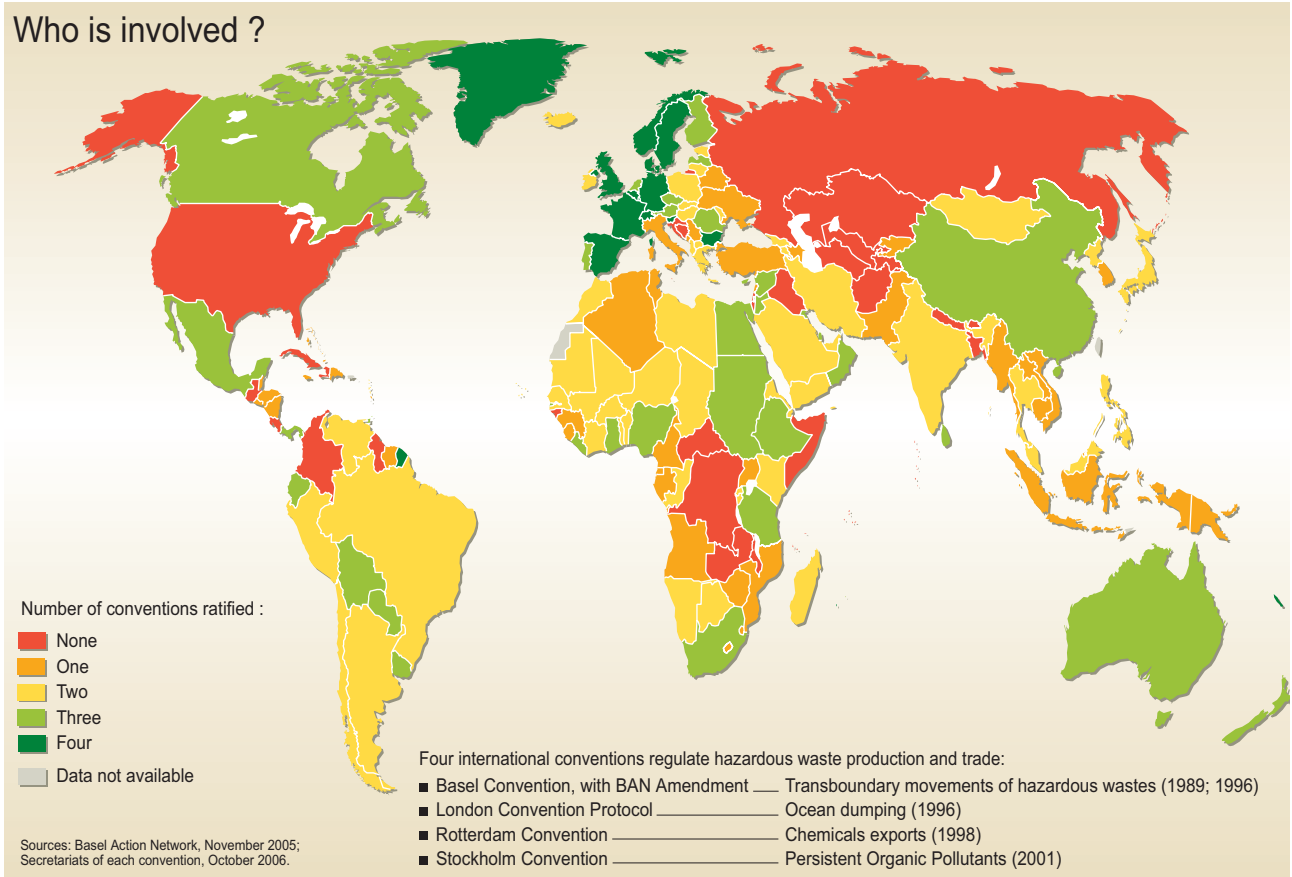 Who is involved ?
Number of conventions ratified :
None
One
Two
Three
Four
Data not available
Four international conventions regulate hazardous waste production and trade:
Basel Convention, with BAN Amendment Transboundary movements of hazardous wastes (1989; 1996)
London Convention Protocol Ocean dumping (1996)
Rotterdam Convention Chemicals exports (1998)
Stockholm Convention Persistent Organic Pollutants (2001)
Sources: Basel Action Network, November 2005;
Secretariats of each convention, October 2006.